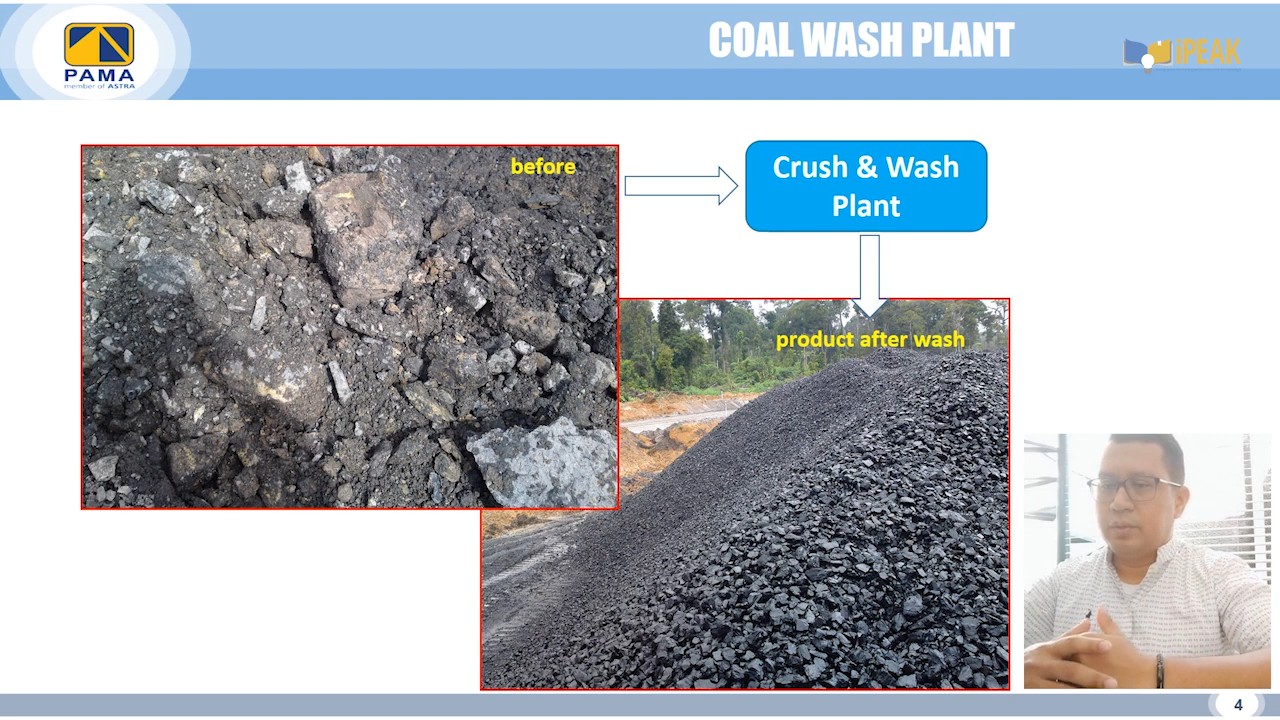 COAL WASH PLANT
PAMA
member of ASTRA
iPEAK
before
Crush & Wash
Plant
product after wash
4